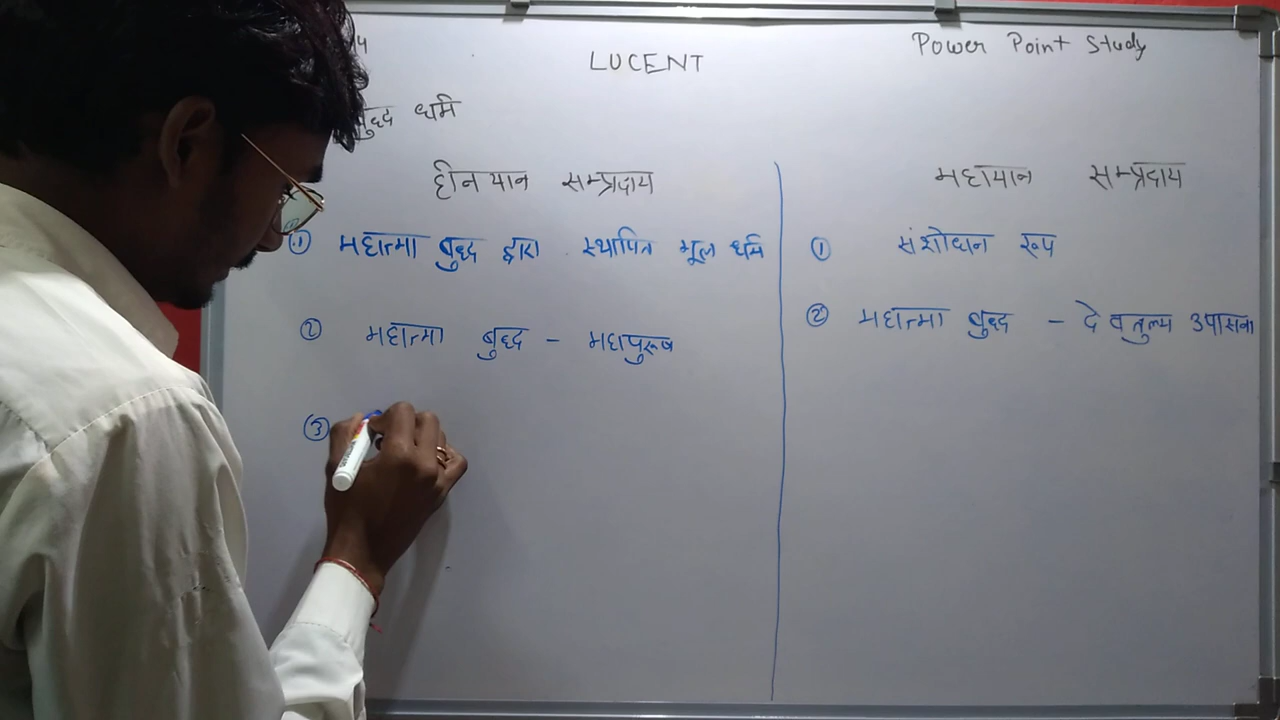 LUCENT
Power Point Study
बुध्द धर्म
हीनयान सम्प्रदाय
महायान सम्प्रदाय
① महात्मा बुध्द द्वारा स्थापित मूल धर्म
① संशोधन रूप
② महात्मा बुध्द - महापुरूष
② महात्मा बुध्द - देवतुल्य उपासना
③